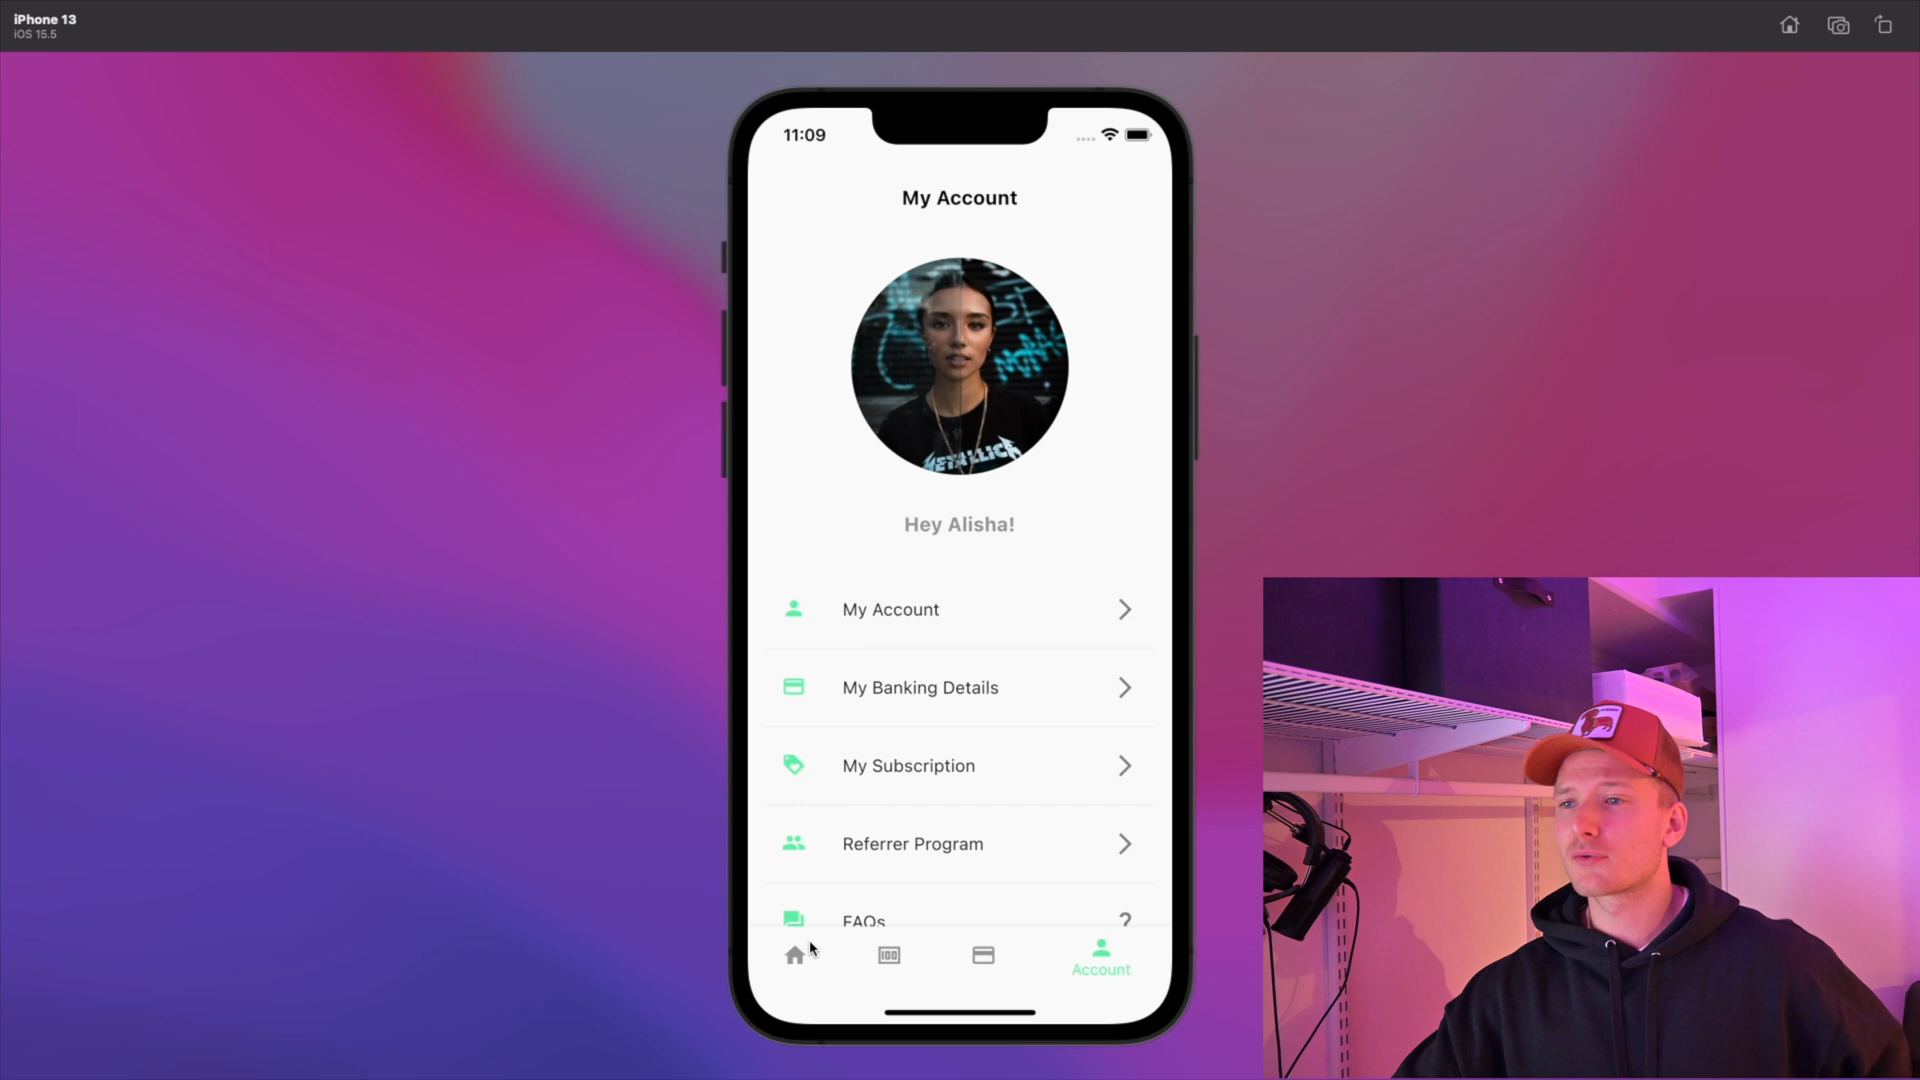 iPhone 13
iOS 15.5
11:09
My Account
METALLICA
Hey Alisha!
My Account
My Banking Details
My Subscription
Referrer Program
FAQs
?
100
Account